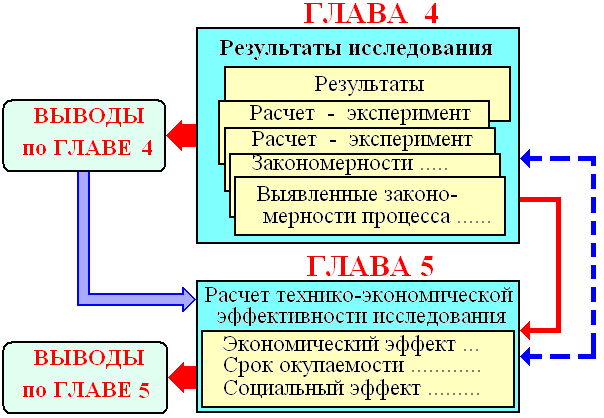 ГЛАВА 4
Результаты исследования
Результаты
Расчет - эксперимент
Расчет - эксперимент
Закономерности .....
Выявленные законо-
мерности процесса ......
ВЫВОДЫ
по ГЛАВЕ 4
ГЛАВА 5
Расчет технико-экономической
эффективности исследования
Экономический эффект ...
Срок окупаемости ............
Социальный эффект .........
ВЫВОДЫ
по ГЛАВЕ 5